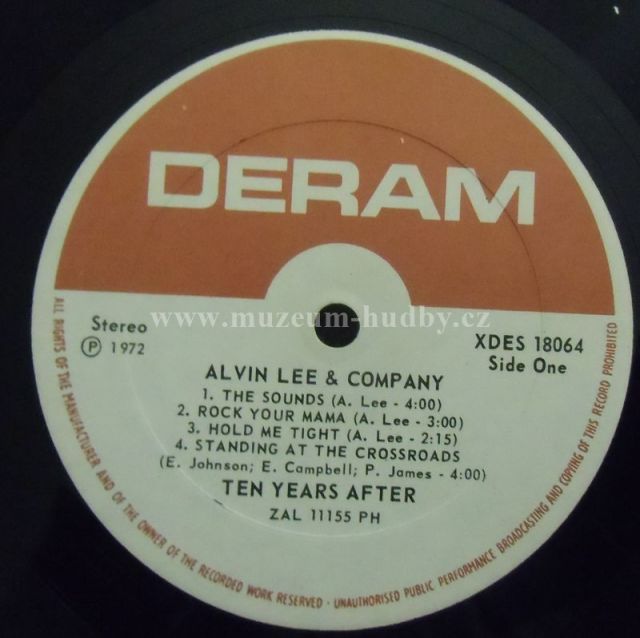 DERAM
www.muzeum-hudby.cz
Stereo
Ⓟ 1972
XDES 18064
Side One
ALVIN LEE & COMPANY
1. THE SOUNDS (A. Lee - 4:00)
2. ROCK YOUR MAMA (A. Lee - 3:00)
3. HOLD ME TIGHT (A. Lee - 2:15)
4. STANDING AT THE CROSSROADS
(E. Johnson; E. Campbell; P. James - 4:00)
TEN YEARS AFTER
ZAL 11155 PH
ALL RIGHTS OF THE MANUFACTURER AND OF THE OWNER OF THE RECORDED WORK RESERVED - UNAUTHORISED PUBLIC PERFORMANCE BROADCASTING AND COPYING OF THIS RECORD PROHIBITED